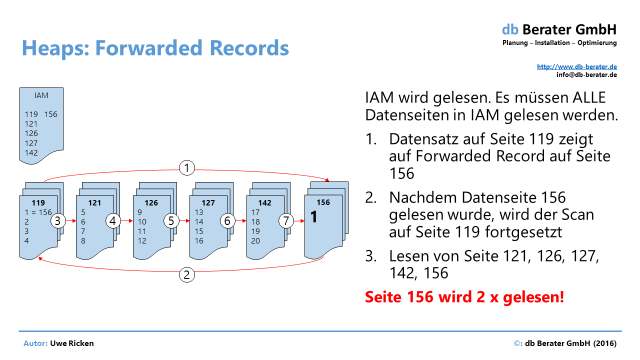 db Berater GmbH
Planung – Installation – Optimierung
http://www.db-berater.de
info@db-berater.de
Heaps: Forwarded Records
IAM
119 156
121
126
127
142
1
119
1 = 156
2
3
4
3
121
5
6
7
8
4
126
9
10
11
12
5
127
13
14
15
16
6
142
17
18
19
20
7
156
1
2
IAM wird gelesen. Es müssen ALLE
Datenseiten in IAM gelesen werden.
1. Datensatz auf Seite 119 zeigt
auf Forwarded Record auf Seite
156
2. Nachdem Datenseite 156
gelesen wurde, wird der Scan
auf Seite 119 fortgesetzt
3. Lesen von Seite 121, 126, 127,
142, 156
Seite 156 wird 2 x gelesen!
Autor: Uwe Ricken
©: db Berater GmbH (2016)